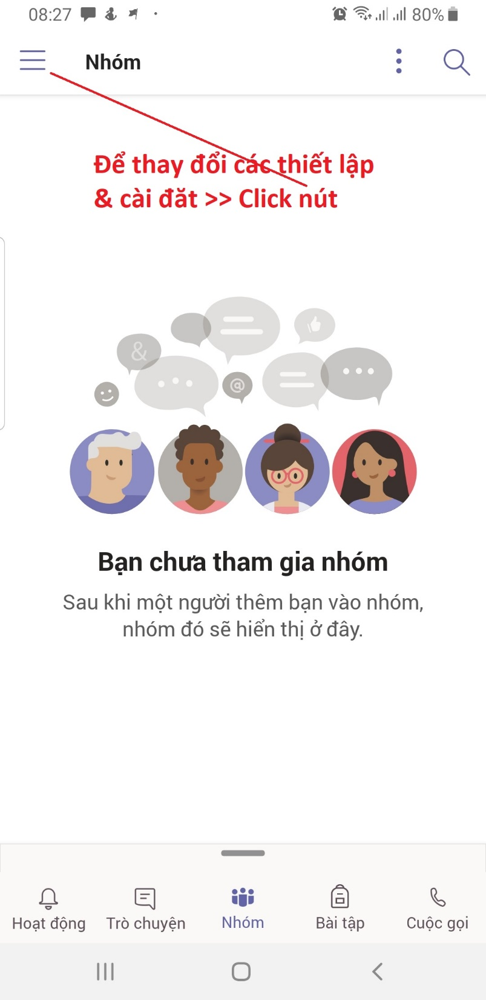 08:27
80%
Nhóm
Để thay đổi các thiết lập
& cài đăt >> Click nút
&
@
Bạn chưa tham gia nhóm
Sau khi một người thêm bạn vào nhóm,
nhóm đó sẽ hiển thị ở đây.
Hoạt động
Trò chuyện
Nhóm
Bài tập
Cuộc gọi